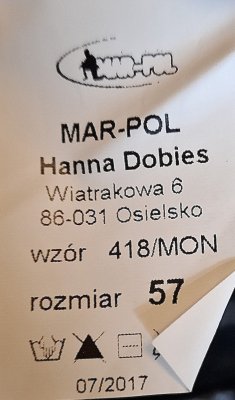 MAR-POL
MAR-POL
Hanna Dobies
Wiatrakowa 6
86-031 Osielsko
wzór 418/MON
rozmiar 57
07/2017